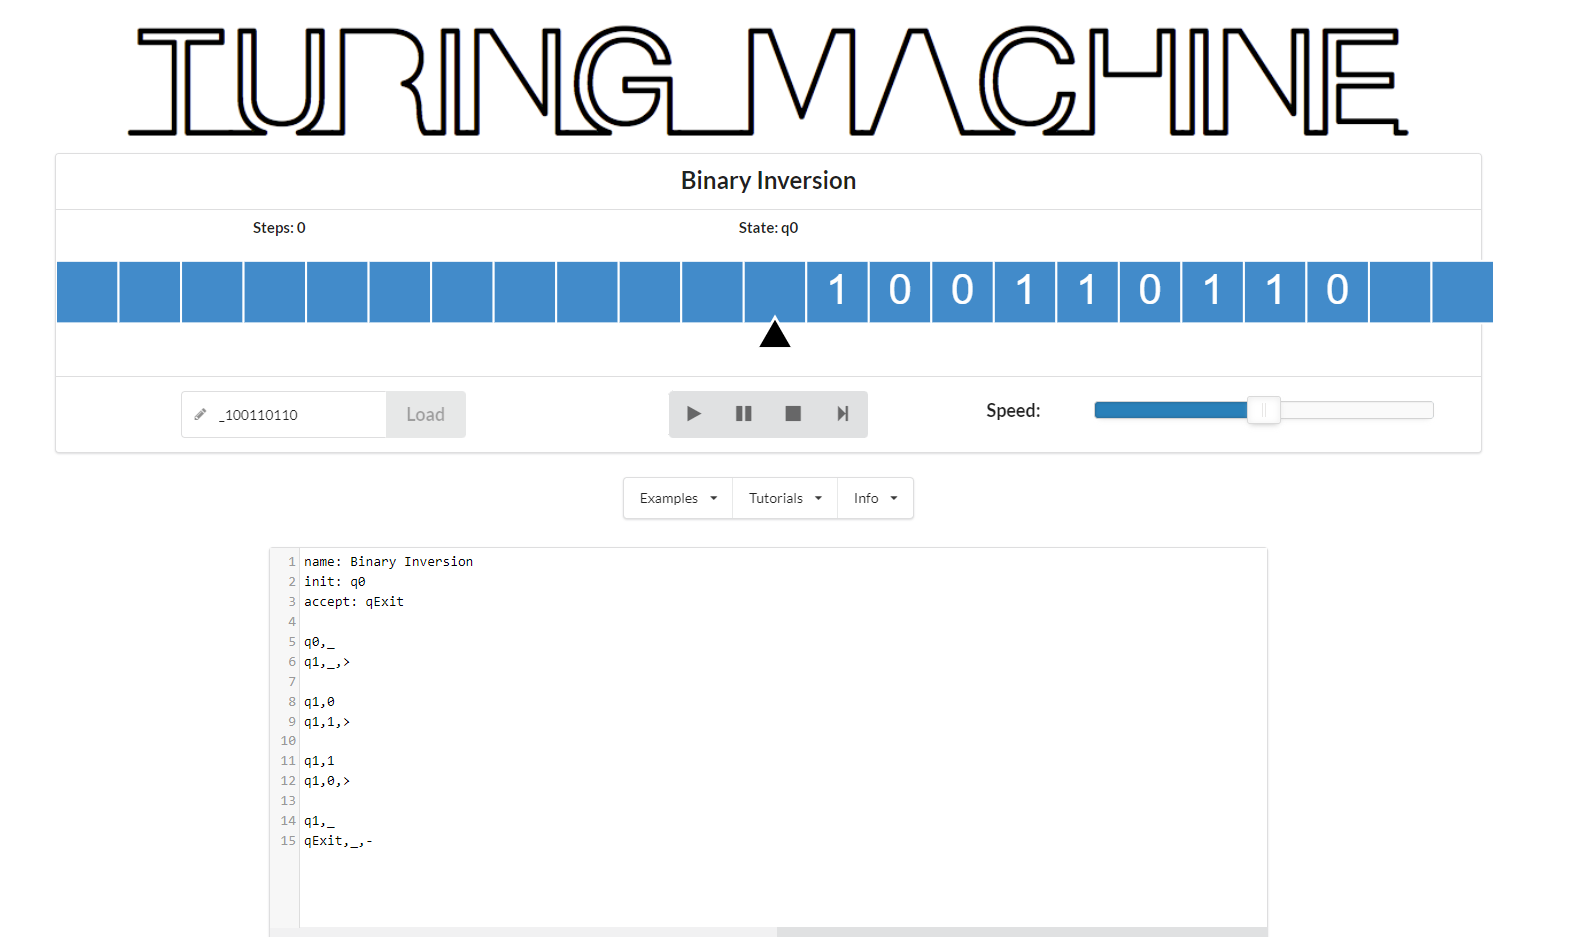 TURING MACHINE
Binary Inversion
Steps: 0 State: q0
1 0 0 1 1 0 1 1 0
_100110110 Load Speed:
Examples Tutorials Info
1 name: Binary Inversion
2 init: q0
3 accept: qExit
4
5 q0,_
6 q1,_,>
7
8 q1,0
9 q1,1,>
10
11 q1,1
12 q1,0,>
13
14 q1,_
15 qExit,_,-